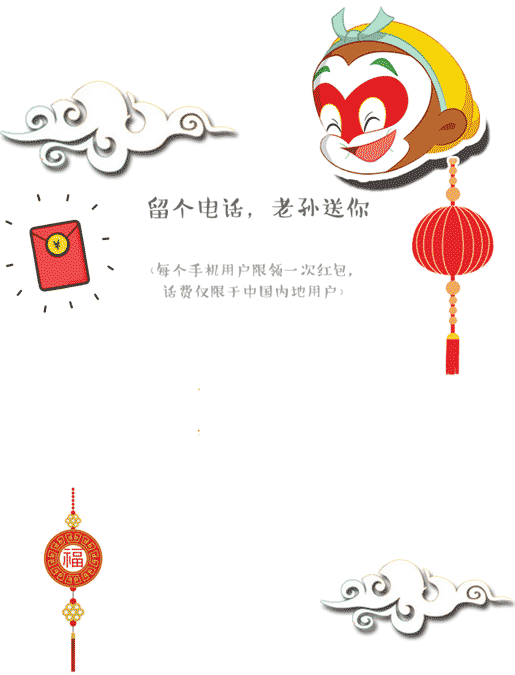 留个电话，老孙送你
（每个手机用户限领一次红包，
话费仅限于中国内地用户）
¥
福